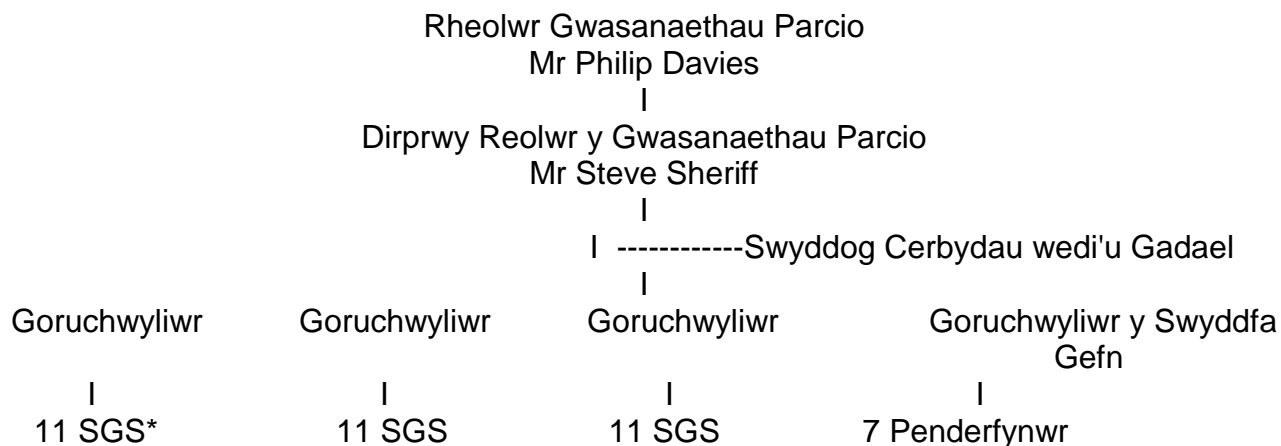 Rheolwr Gwasanaethau Parcio
Mr Philip Davies
I
Dirprwy Reolwr y Gwasanaethau Parcio
Mr Steve Sheriff
I
I ------------Swyddog Cerbydau wedi'u Gadael
I
Goruchwyliwr Goruchwyliwr Goruchwyliwr Goruchwyliwr y Swyddfa
Gefn
I I I I
11 SGS* 11 SGS 11 SGS 7 Penderfynwr